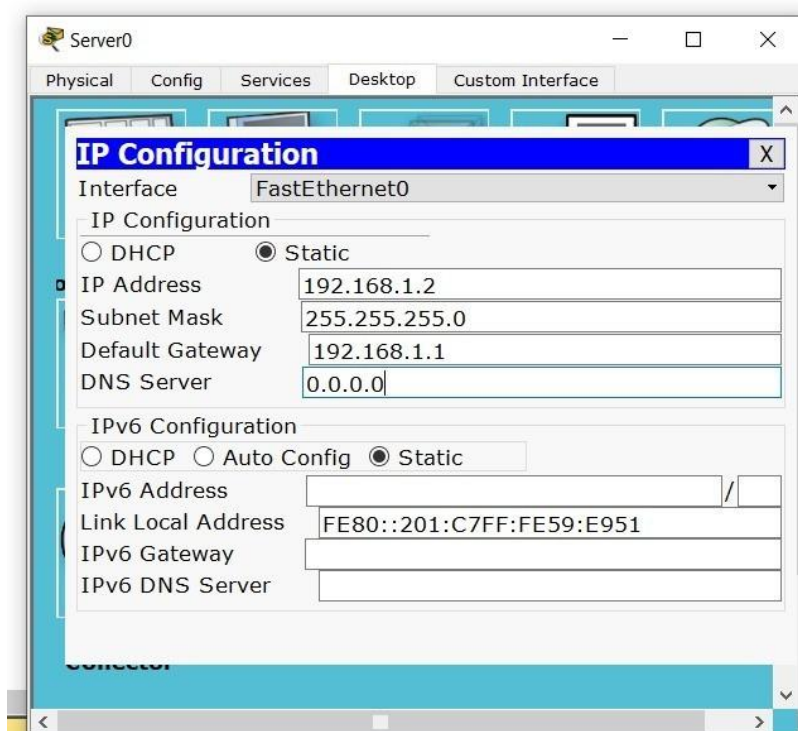 Server0
Physical Config Services Desktop Custom Interface
IP Configuration X
Interface FastEthernet0
IP Configuration
DHCP Static
IP Address 192.168.1.2
Subnet Mask 255.255.255.0
Default Gateway 192.168.1.1
DNS Server 0.0.0.0
IPv6 Configuration
DHCP Auto Config Static
IPv6 Address /
Link Local Address FE80::201:C7FF:FE59:E951
IPv6 Gateway
IPv6 DNS Server
Collector